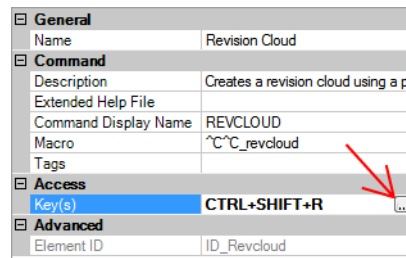 General
Name Revision Cloud
Command
Description Creates a revision cloud using a p
Extended Help File
Command Display Name REVCLOUD
Macro ^C^C_revcloud
Tags
Access
Key(s) CTRL+SHIFT+R ...
Advanced
Element ID ID_Revcloud